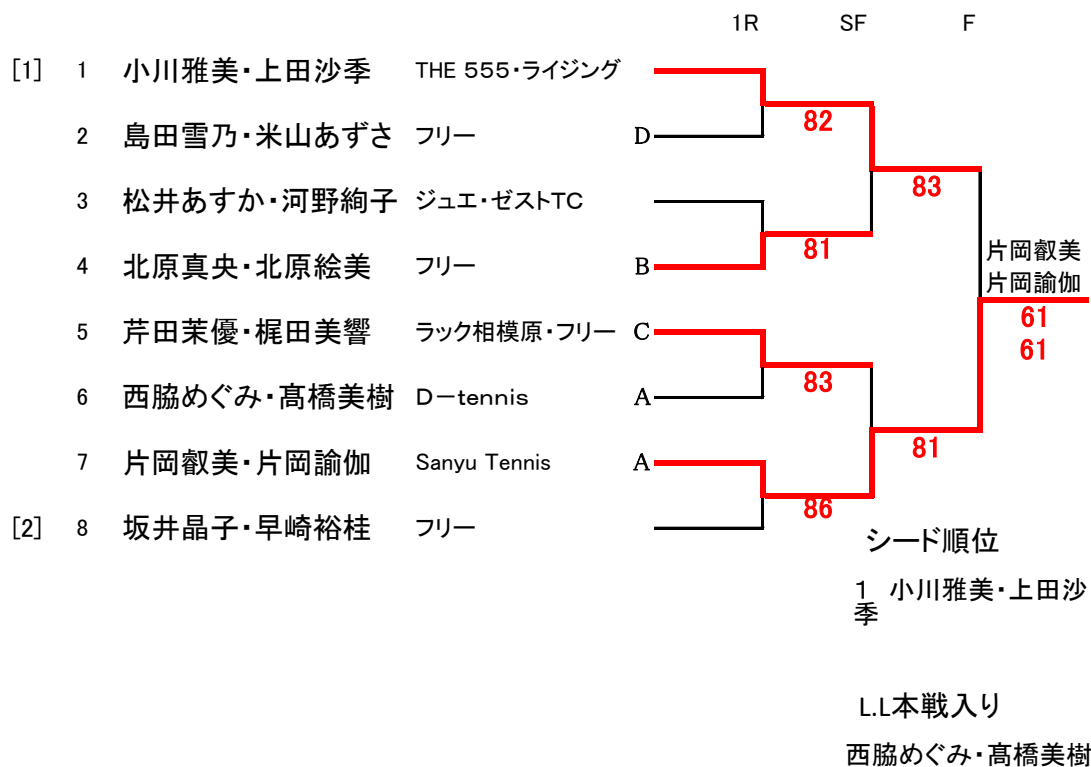 1R SF F
[1] 1 小川雅美・上田沙季 THE 555・ライジング
82
2 島田雪乃・米山あずさ フリー D
83
3 松井あすか・河野絢子 ジュエ・ゼストTC
81
4 北原真央・北原絵美 フリー B
片岡叡美
片岡諭伽
61
61
5 芹田茉優・梶田美響 ラック相模原・フリー C
83
6 西脇めぐみ・髙橋美樹 D－tennis A
81
7 片岡叡美・片岡諭伽 Sanyu Tennis A
86
[2] 8 坂井晶子・早崎裕桂 フリー
シード順位
1 小川雅美・上田沙
季
L.L本戦入り
西脇めぐみ・髙橋美樹